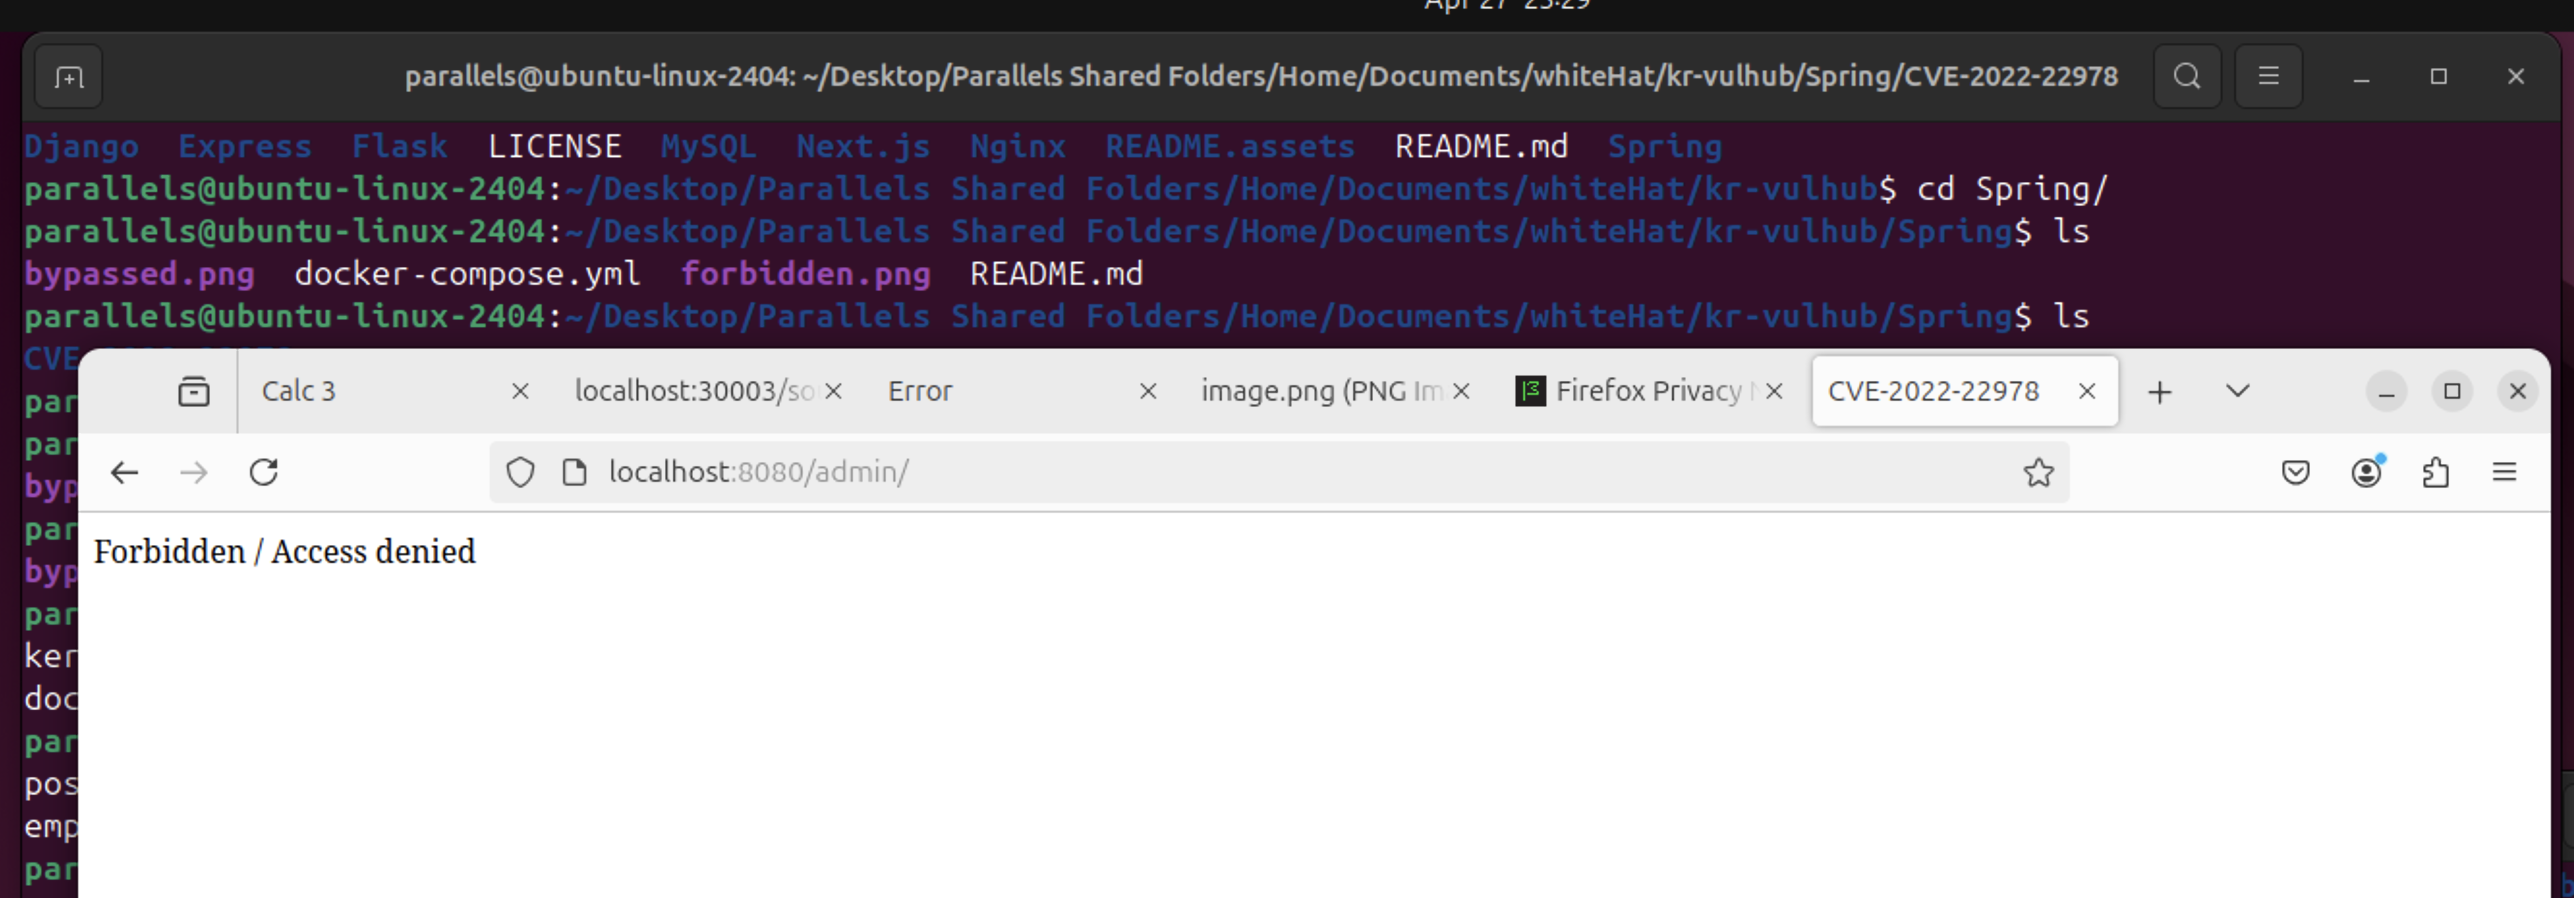 Apr 27 23:29
parallels@ubuntu-linux-2404: ~/Desktop/Parallels Shared Folders/Home/Documents/whiteHat/kr-vulhub/Spring/CVE-2022-22978
Django Express Flask LICENSE MySQL Next.js Nginx README.assets README.md Spring
parallels@ubuntu-linux-2404:~/Desktop/Parallels Shared Folders/Home/Documents/whiteHat/kr-vulhub$ cd Spring/
parallels@ubuntu-linux-2404:~/Desktop/Parallels Shared Folders/Home/Documents/whiteHat/kr-vulhub/Spring$ ls
bypassed.png docker-compose.yml forbidden.png README.md
parallels@ubuntu-linux-2404:~/Desktop/Parallels Shared Folders/Home/Documents/whiteHat/kr-vulhub/Spring$ ls
CVE
Calc 3 localhost:30003/so Error image.png (PNG Im Firefox Privacy CVE-2022-22978
par
par
localhost:8080/admin/
byp
par
Forbidden / Access denied
byp
par
ker
doc
par
pos
emp
par